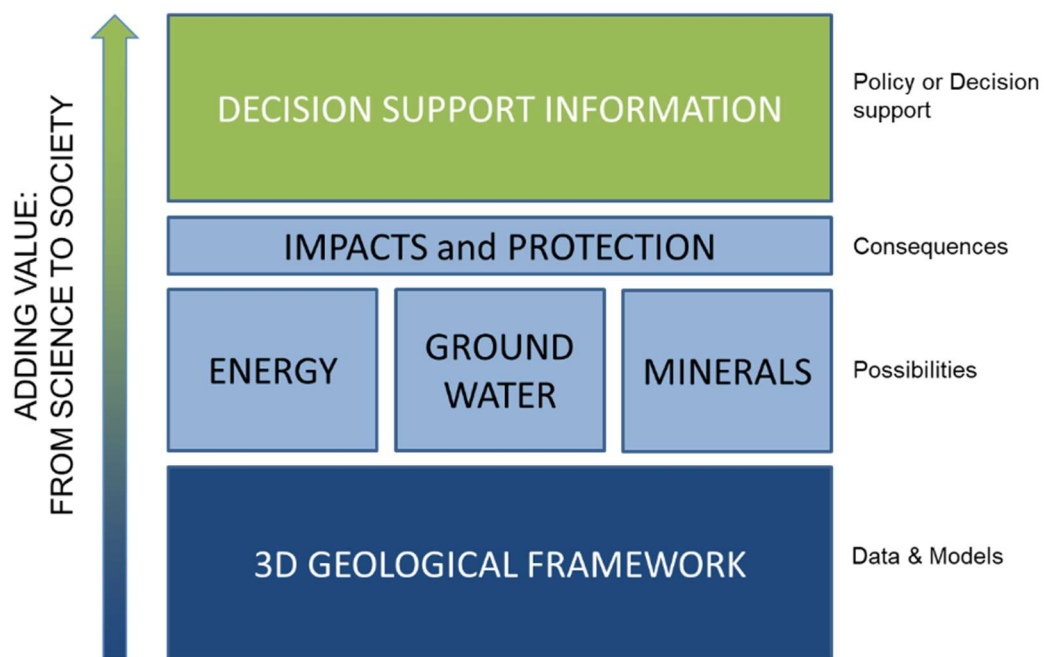 ADDING VALUE:
FROM SCIENCE TO SOCIETY
DECISION SUPPORT INFORMATION
Policy or Decision
support
IMPACTS and PROTECTION
Consequences
ENERGY
GROUND
WATER
MINERALS
Possibilities
3D GEOLOGICAL FRAMEWORK
Data & Models